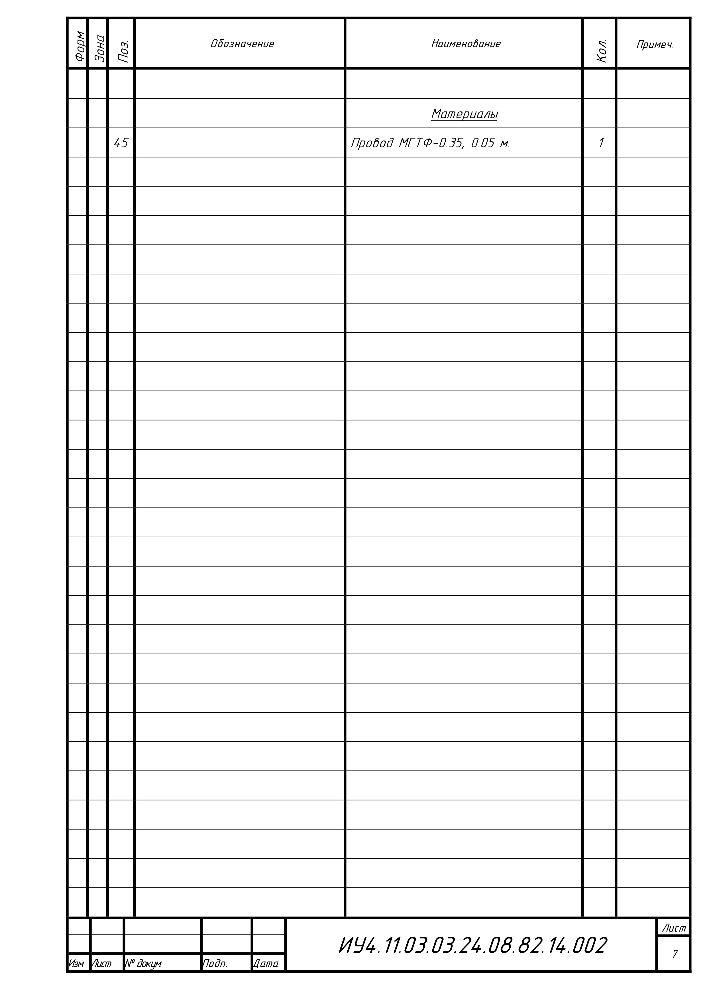 Форм. Зона Поз. Обозначение Наименование Кол. Примеч.
Материалы
45 Провод МГТФ-0.35, 0.05 м. 1
ИУ4.11.03.03.24.08.82.14.002 Лист
7
Изм Лист № докум. Подп. Дата